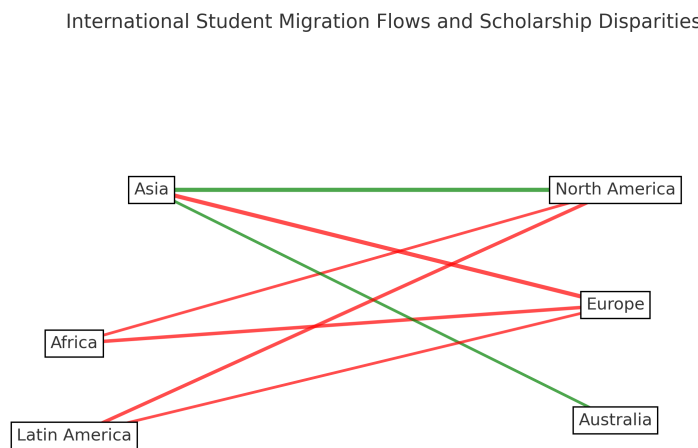 International Student Migration Flows and Scholarship Disparities
Asia
North America
Europe
Africa
Australia
Latin America